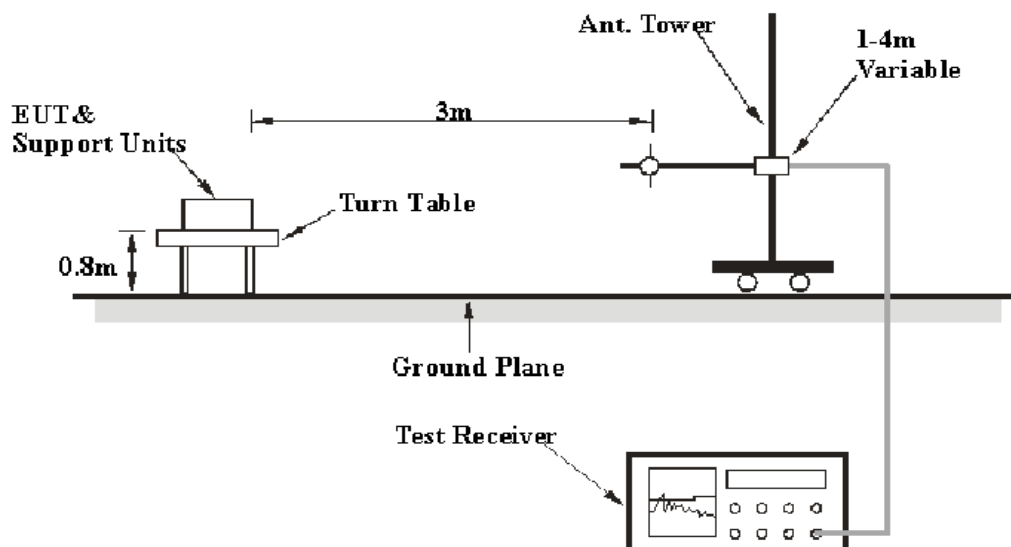 Ant. Tower
1-4m
Variable
3m
EUT&
Support Units
Turn Table
0.8m
Ground Plane
Test Receiver